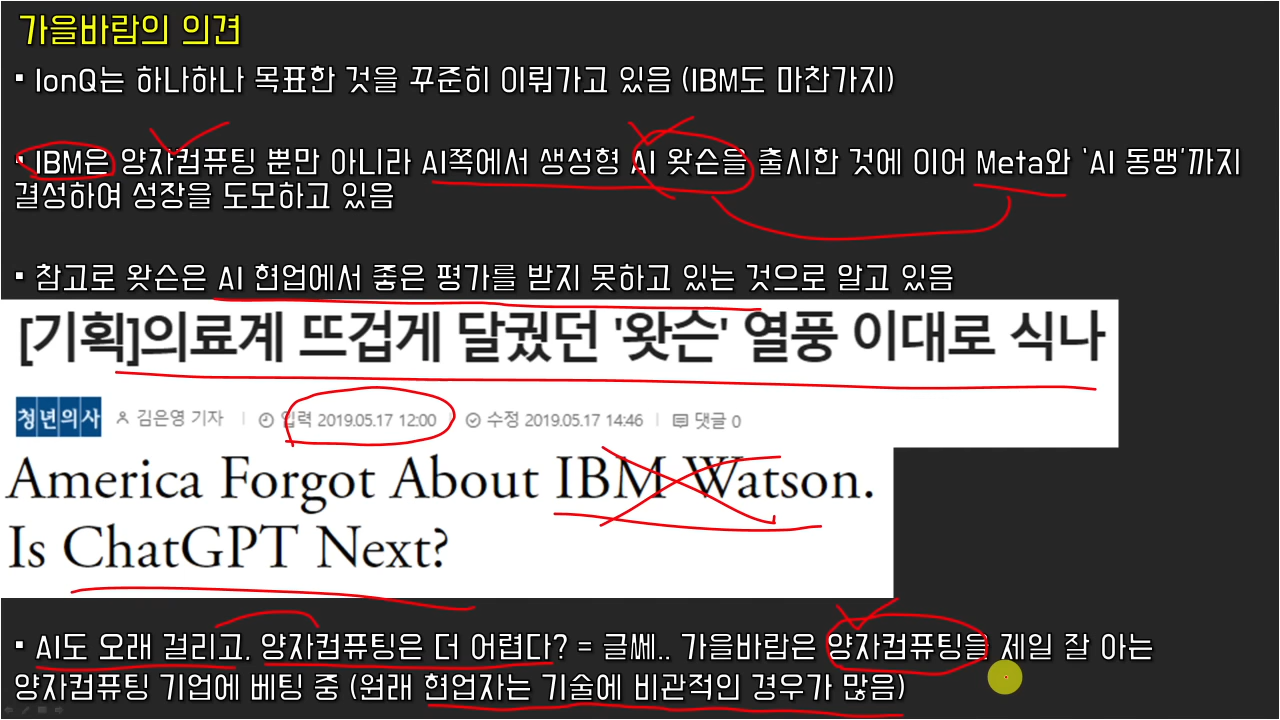 가을바람의 의견
▪ IonQ는 하나하나 목표한 것을 꾸준히 이뤄가고 있음 (IBM도 마찬가지)
▪ IBM은 양자컴퓨팅 뿐만 아니라 AI쪽에서 생성형 AI 왓슨을 출시한 것에 이어 Meta와 'AI 동맹'까지
결성하여 성장을 도모하고 있음
▪ 참고로 왓슨은 AI 현업에서 좋은 평가를 받지 못하고 있는 것으로 알고 있음
[기획]의료계 뜨겁게 달궜던 '왓슨' 열풍 이대로 식나
청년의사 김은영 기자 입력 2019.05.17 12:00 수정 2019.05.17 14:46 댓글 0
America Forgot About IBM Watson.
Is ChatGPT Next?
▪ AI도 오래 걸리고, 양자컴퓨팅은 더 어렵다? = 글쎄.. 가을바람은 양자컴퓨팅을 제일 잘 아는
양자컴퓨팅 기업에 베팅 중 (원래 현업자는 기술에 비관적인 경우가 많음)